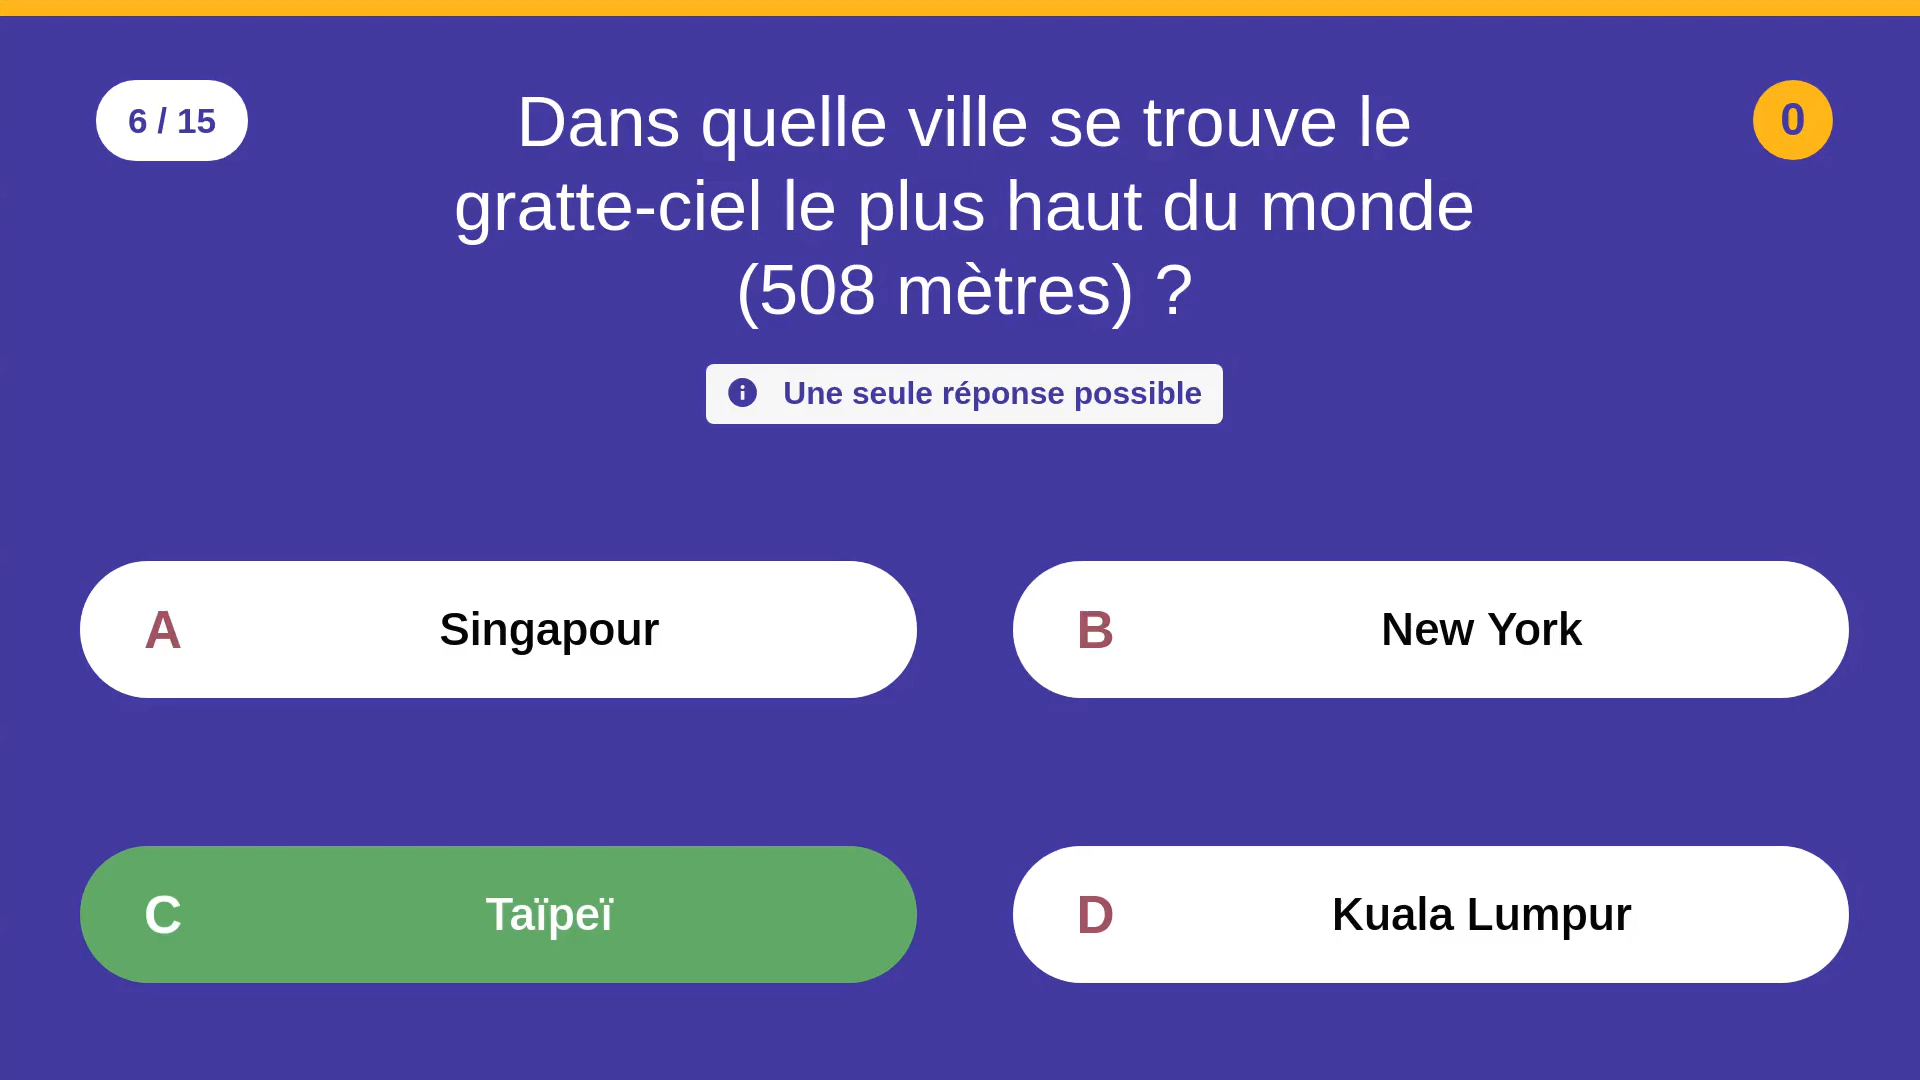 6 / 15
Dans quelle ville se trouve le
gratte-ciel le plus haut du monde
(508 mètres) ?
0
Une seule réponse possible
A Singapour
B New York
C Taïpeï
D Kuala Lumpur